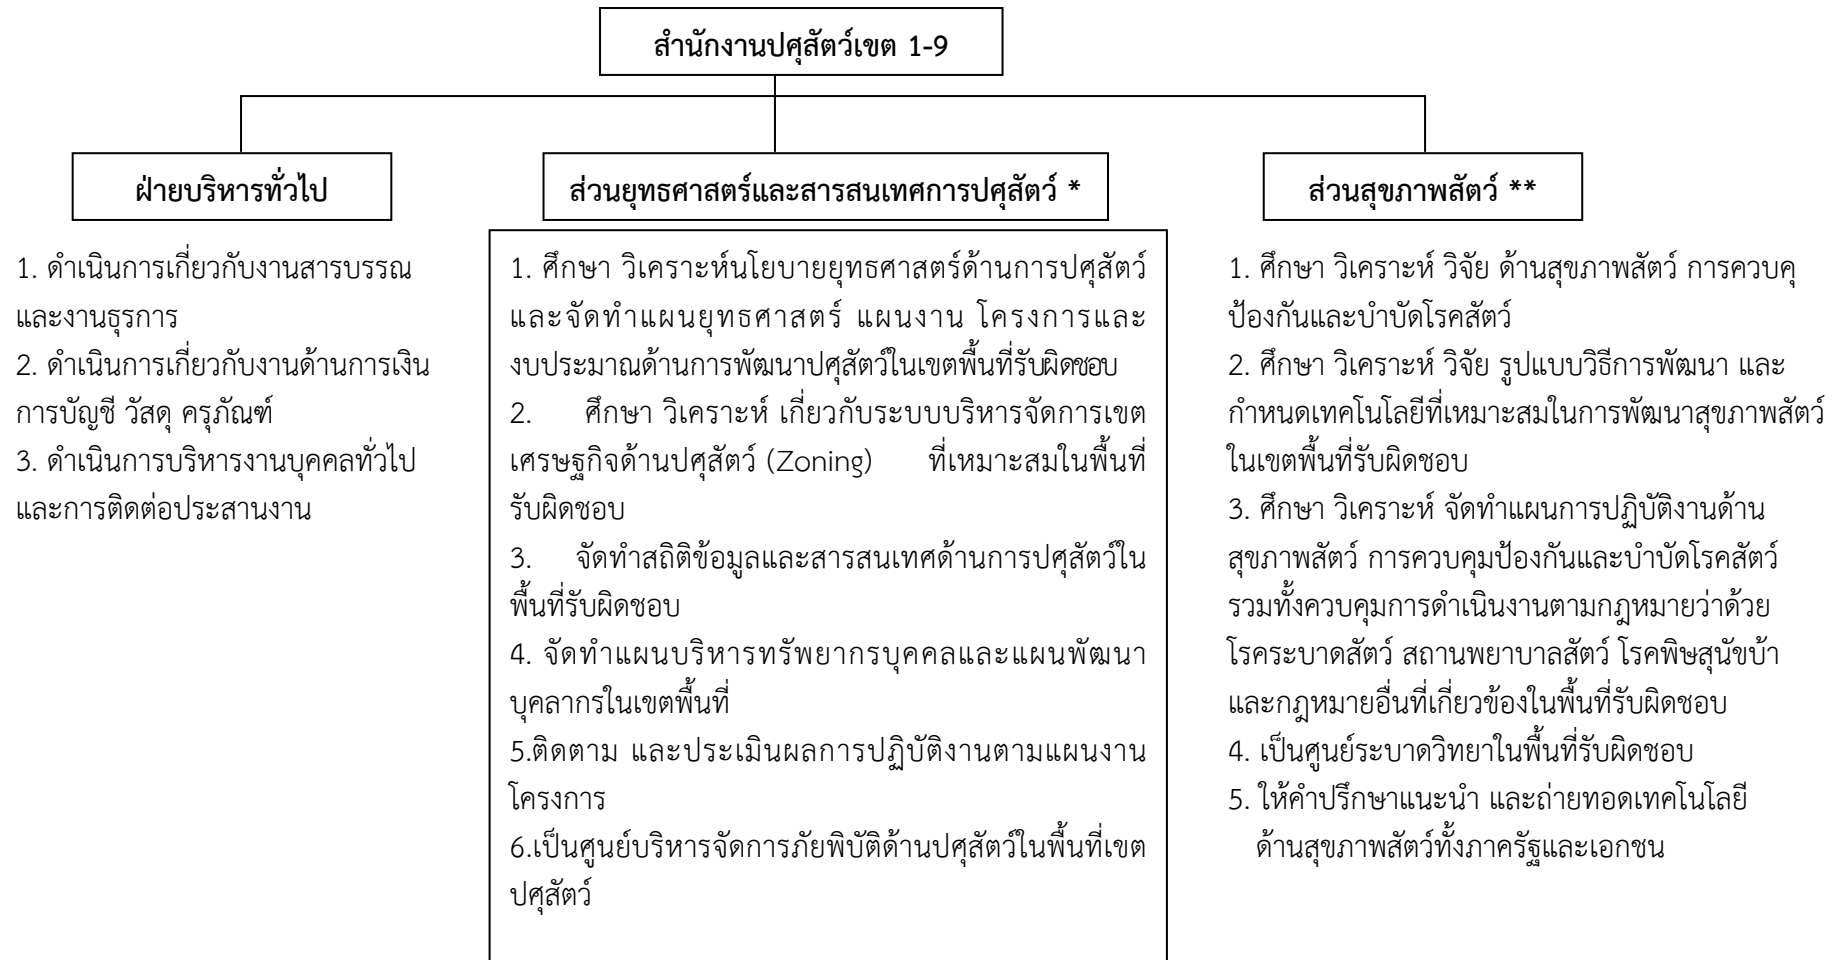 สำนักงานปศุสัตว์เขต 1-9
ฝ่ายบริหารทั่วไป
1. ดำเนินการเกี่ยวกับงานสารบรรณ
และงานธุรการ
2. ดำเนินการเกี่ยวกับงานด้านการเงิน
การบัญชี วัสดุ ครุภัณฑ์
3. ดำเนินการบริหารงานบุคคลทั่วไป
และการติดต่อประสานงาน
ส่วนยุทธศาสตร์และสารสนเทศการปศุสัตว์ *
1. ศึกษา วิเคราะห์นโยบายยุทธศาสตร์ด้านการปศุสัตว์
และจัดทำแผนยุทธศาสตร์ แผนงาน โครงการและ
งบประมาณด้านการพัฒนาปศุสัตว์ในเขตพื้นที่รับผิดชอบ
2. ศึกษา วิเคราะห์ เกี่ยวกับระบบบริหารจัดการเขต
เศรษฐกิจด้านปศุสัตว์ (Zoning) ที่เหมาะสมในพื้นที่
รับผิดชอบ
3. จัดทำสถิติข้อมูลและสารสนเทศด้านการปศุสัตว์ใน
พื้นที่รับผิดชอบ
4. จัดทำแผนบริหารทรัพยากรบุคคลและแผนพัฒนา
บุคลากรในเขตพื้นที่
5.ติดตาม และประเมินผลการปฏิบัติงานตามแผนงาน
โครงการ
6.เป็นศูนย์บริหารจัดการภัยพิบัติด้านปศุสัตว์ในพื้นที่เขต
ปศุสัตว์
ส่วนสุขภาพสัตว์ **
1. ศึกษา วิเคราะห์ วิจัย ด้านสุขภาพสัตว์ การควบคุ
ป้องกันและบำบัดโรคสัตว์
2. ศึกษา วิเคราะห์ วิจัย รูปแบบวิธีการพัฒนา และ
กำหนดเทคโนโลยีที่เหมาะสมในการพัฒนาสุขภาพสัตว์
ในเขตพื้นที่รับผิดชอบ
3. ศึกษา วิเคราะห์ จัดทำแผนการปฏิบัติงานด้าน
สุขภาพสัตว์ การควบคุมป้องกันและบำบัดโรคสัตว์
รวมทั้งควบคุมการดำเนินงานตามกฎหมายว่าด้วย
โรคระบาดสัตว์ สถานพยาบาลสัตว์ โรคพิษสุนัขบ้า
และกฎหมายอื่นที่เกี่ยวข้องในพื้นที่รับผิดชอบ
4. เป็นศูนย์ระบาดวิทยาในพื้นที่รับผิดชอบ
5. ให้คำปรึกษาแนะนำ และถ่ายทอดเทคโนโลยี
ด้านสุขภาพสัตว์ทั้งภาครัฐและเอกชน